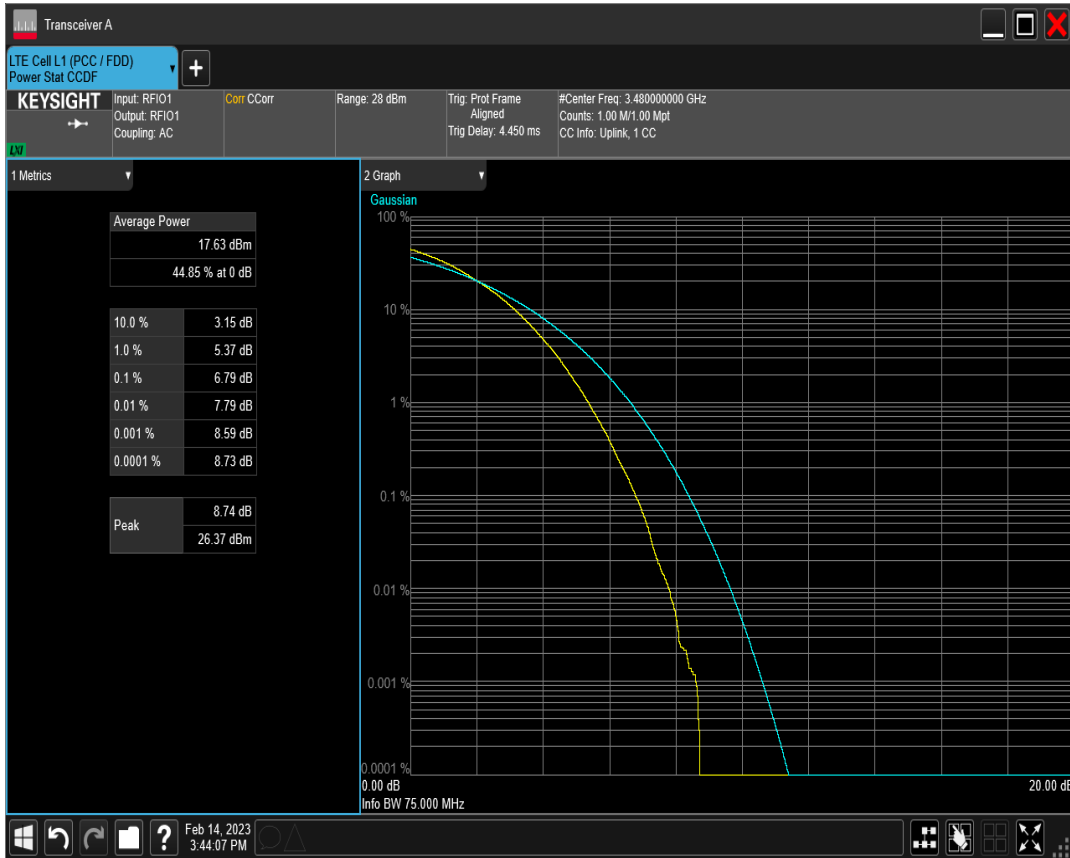 Transceiver A
LTE Cell L1 (PCC / FDD)
Power Stat CCDF
KEYSIGHT
LXI
Input: RFIO1
Output: RFIO1
Coupling: AC
Corr CCorr
Range: 28 dBm
Trig: Prot Frame
Aligned
Trig Delay: 4.450 ms
#Center Freq: 3.480000000 GHz
Counts: 1.00 M/1.00 Mpt
CC Info: Uplink, 1 CC
1 Metrics
Average Power
17.63 dBm
44.85 % at 0 dB
10.0 % 3.15 dB
1.0 % 5.37 dB
0.1 % 6.79 dB
0.01 % 7.79 dB
0.001 % 8.59 dB
0.0001 % 8.73 dB
Peak
8.74 dB
26.37 dBm
2 Graph
Gaussian
100 %
10 %
1 %
0.1 %
0.01 %
0.001 %
0.0001 %
0.00 dB 20.00 dB
Info BW 75.000 MHz
? Feb 14, 2023
3:44:07 PM